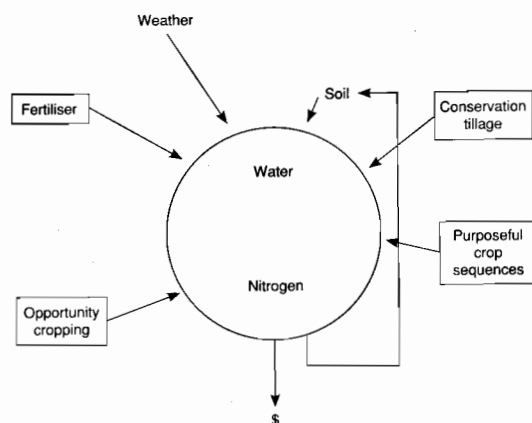 Weather
Fertiliser
Soil
Conservation
tillage
Water
Purposeful
crop
sequences
Nitrogen
Opportunity
cropping
$